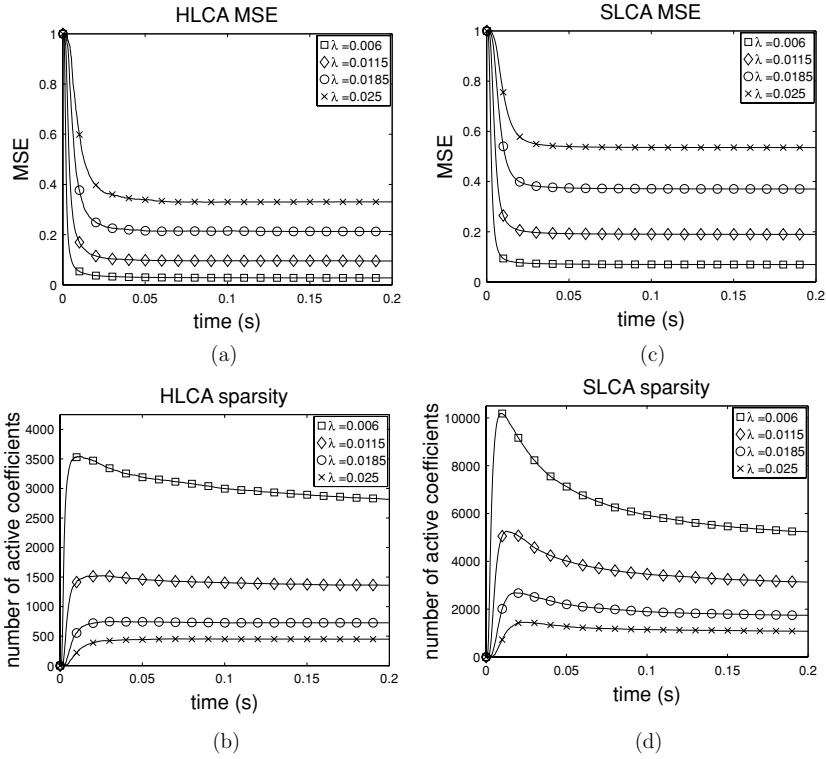 HLCA MSE
1
0.8
0.6
0.4
0.2
0
MSE
λ =0.006
λ =0.0115
λ =0.0185
λ =0.025
0
0.05
0.1
0.15
0.2
time (s)
(a)
SLCA MSE
1
0.8
0.6
0.4
0.2
0
MSE
λ =0.006
λ =0.0115
λ =0.0185
λ =0.025
0
0.05
0.1
0.15
0.2
time (s)
(c)
HLCA sparsity
4000
3500
3000
2500
2000
1500
1000
500
0
number of active coefficients
λ =0.006
λ =0.0115
λ =0.0185
λ =0.025
0
0.05
0.1
0.15
0.2
time (s)
(b)
SLCA sparsity
10000
8000
6000
4000
2000
0
number of active coefficients
λ =0.006
λ =0.0115
λ =0.0185
λ =0.025
0
0.05
0.1
0.15
0.2
time (s)
(d)